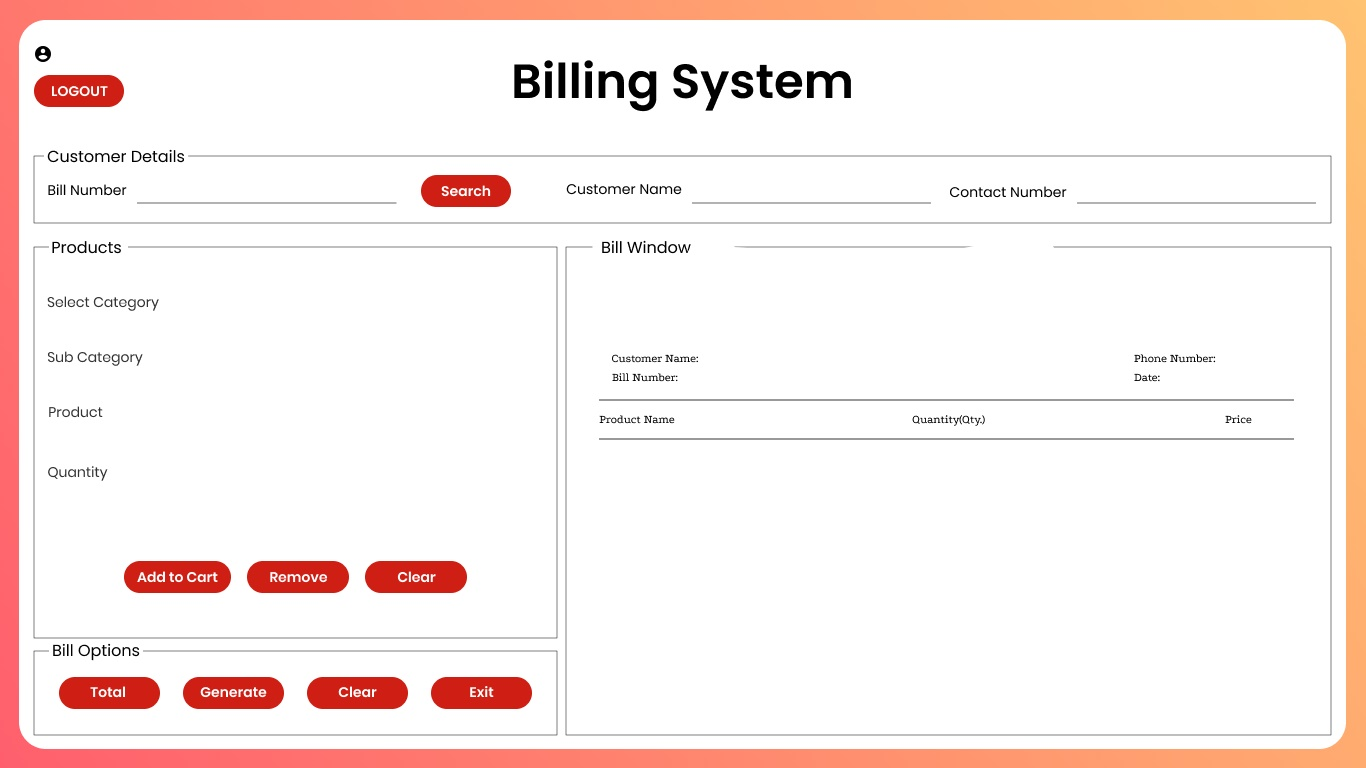 LOGOUT
Billing System
Customer Details
Bill Number
Search
Customer Name
Contact Number
Products
Select Category
Sub Category
Product
Quantity
Add to Cart
Remove
Clear
Bill Options
Total
Generate
Clear
Exit
Bill Window
Customer Name:
Phone Number:
Bill Number:
Date:
Product Name
Quantity(Qty.)
Price